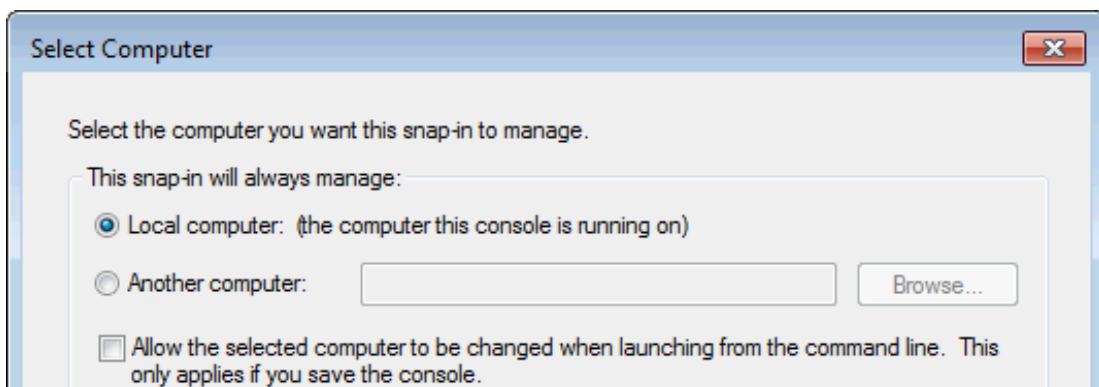 Select Computer
Select the computer you want this snap-in to manage.
This snap-in will always manage:
Local computer:  (the computer this console is running on)
Another computer:
Browse...
Allow the selected computer to be changed when launching from the command line.  This
only applies if you save the console.